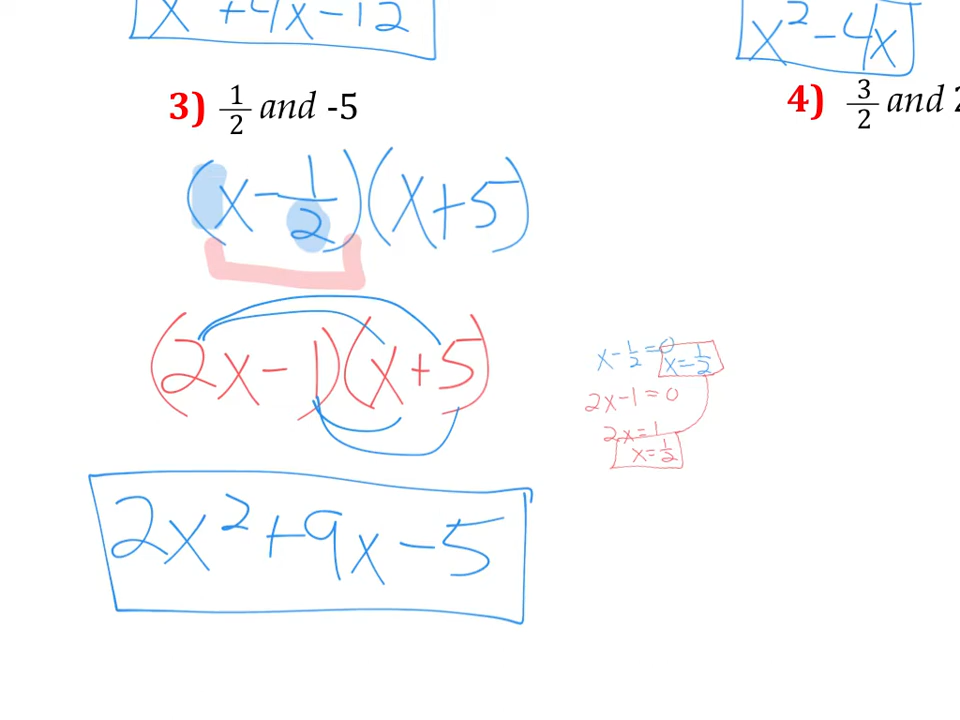 x² + 4x - 12
x² - 4x
3) 1/2 and -5
4) 3/2 and
(x - 1/2)(x + 5)
(2x - 1)(x + 5)
x - 1/2 = 0 x = 1/2
2x - 1 = 0
2x = 1
x = 1/2
2x² + 9x - 5